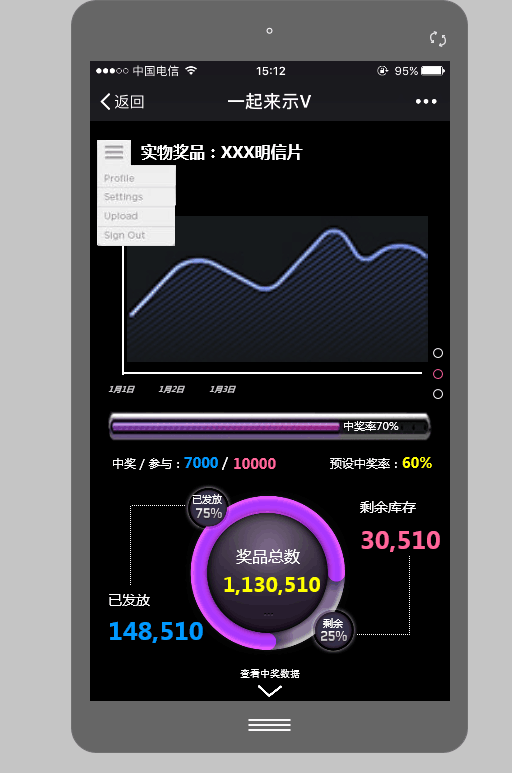 中国电信 15:12 95%
返回 一起来示V
实物奖品：XXX明信片
Profile
Settings
Upload
Sign Out
1月1日 1月2日 1月3日
中奖率70%
中奖 / 参与：7000 / 10000 预设中奖率：60%
已发放
75%
剩余库存
30,510
奖品总数
1,130,510
已发放
148,510
剩余
25%
查看中奖数据